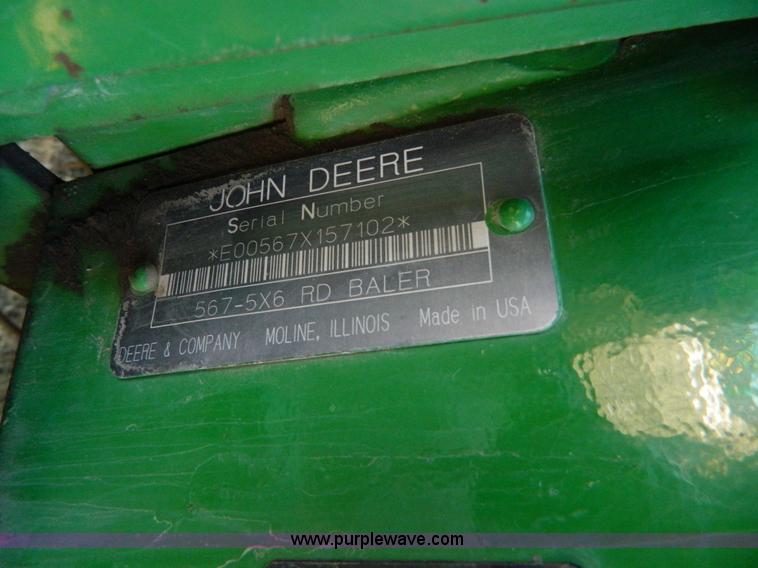 JOHN DEERE
Serial Number
*E00567X157102*
567-5X6 RD BALER
DEERE & COMPANY MOLINE, ILLINOIS Made in USA
www.purplewave.com